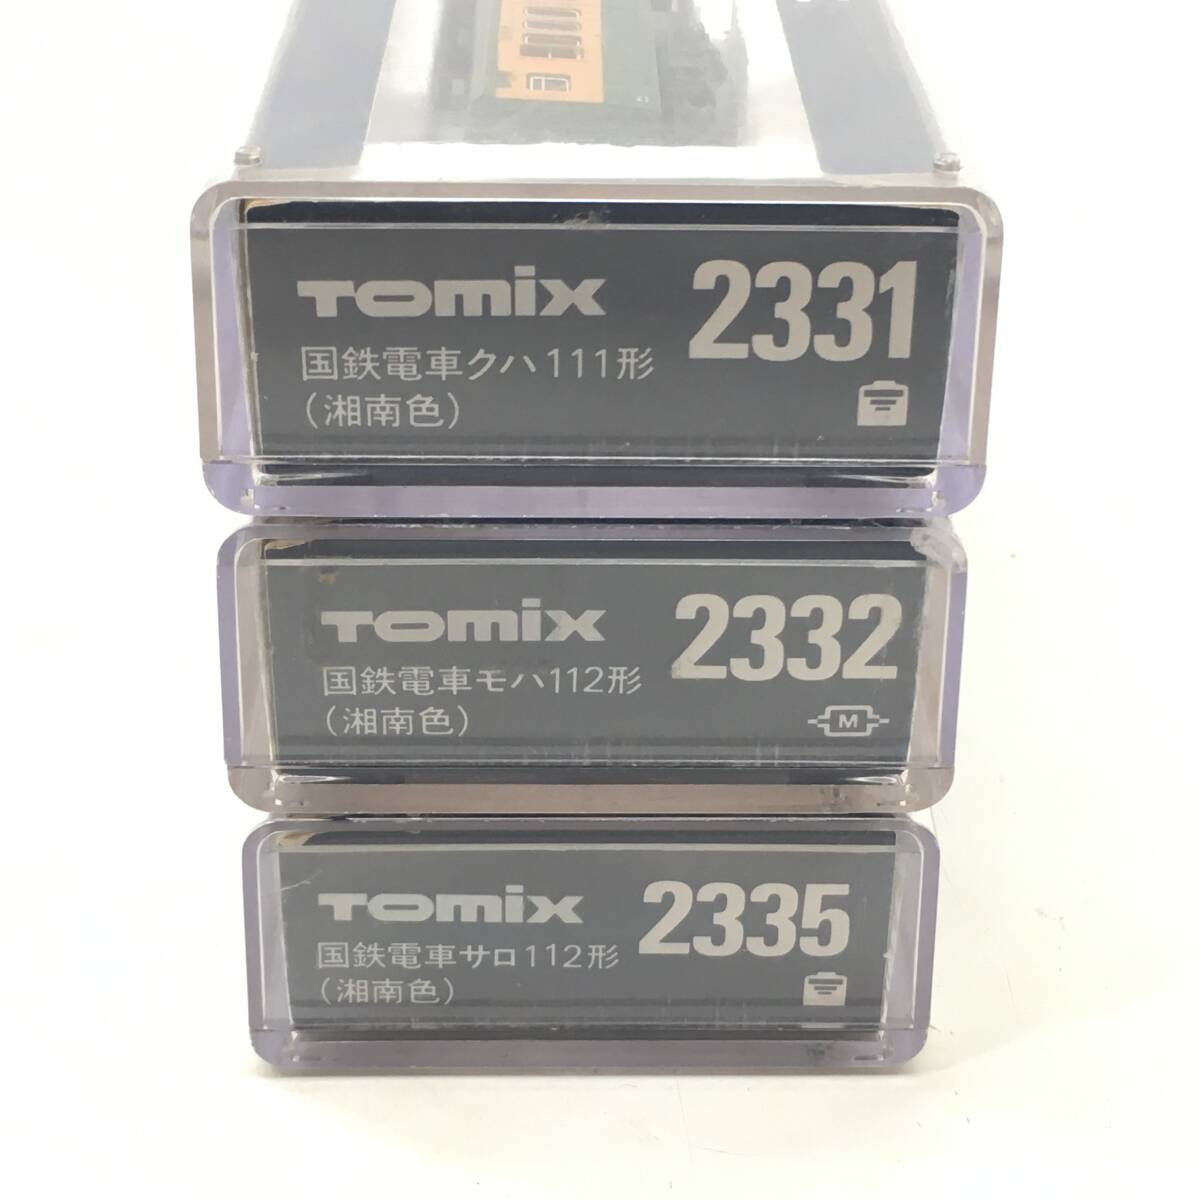 TOMIX 2331
国鉄電車クハ111形
（湘南色）
TOMIX 2332
国鉄電車モハ112形
（湘南色）
M
TOMIX 2335
国鉄電車サロ112形
（湘南色）